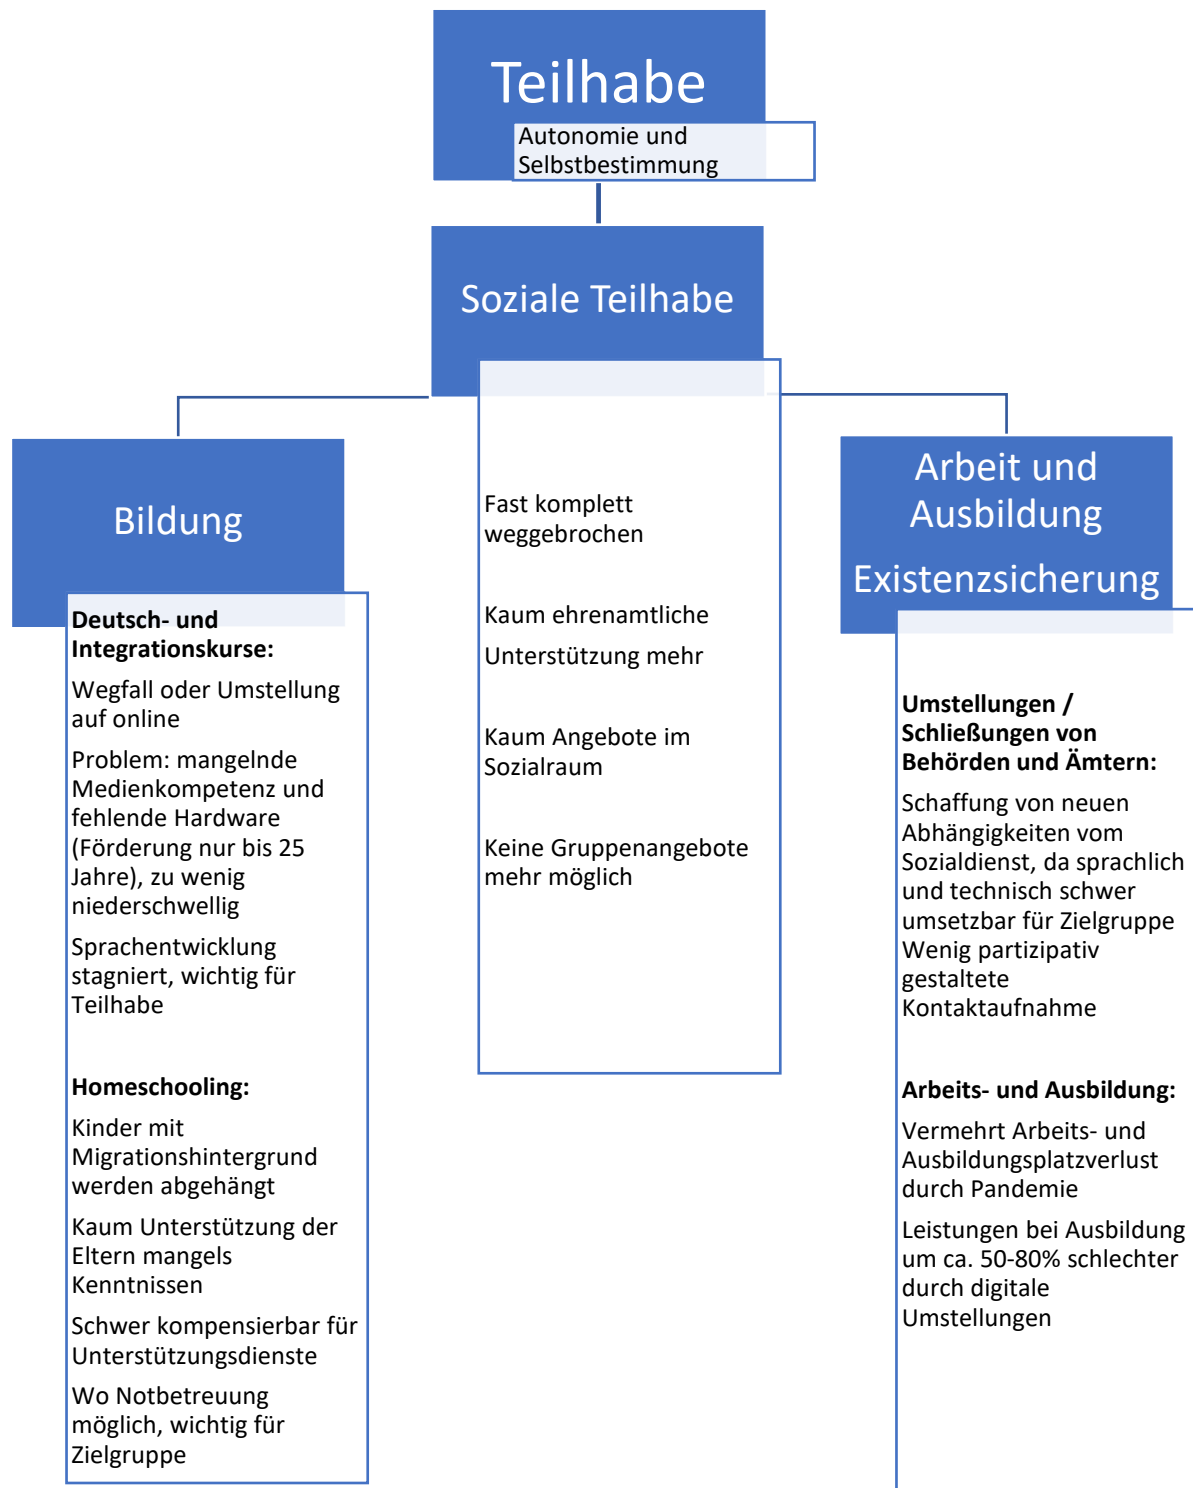 Teilhabe
Autonomie und
Selbstbestimmung
Soziale Teilhabe
Fast komplett
weggebrochen
Kaum ehrenamtliche
Unterstützung mehr
Kaum Angebote im
Sozialraum
Keine Gruppenangebote
mehr möglich
Bildung
Deutsch- und
Integrationskurse:
Wegfall oder Umstellung
auf online
Problem: mangelnde
Medienkompetenz und
fehlende Hardware
(Förderung nur bis 25
Jahre), zu wenig
niederschwellig
Sprachentwicklung
stagniert, wichtig für
Teilhabe
Homeschooling:
Kinder mit
Migrationshintergrund
werden abgehängt
Kaum Unterstützung der
Eltern mangels
Kenntnissen
Schwer kompensierbar für
Unterstützungsdienste
Wo Notbetreuung
möglich, wichtig für
Zielgruppe
Arbeit und
Ausbildung
Existenzsicherung
Umstellungen /
Schließungen von
Behörden und Ämtern:
Schaffung von neuen
Abhängigkeiten vom
Sozialdienst, da sprachlich
und technisch schwer
umsetzbar für Zielgruppe
Wenig partizipativ
gestaltete
Kontaktaufnahme
Arbeits- und Ausbildung:
Vermehrt Arbeits- und
Ausbildungsplatzverlust
durch Pandemie
Leistungen bei Ausbildung
um ca. 50-80% schlechter
durch digitale
Umstellungen